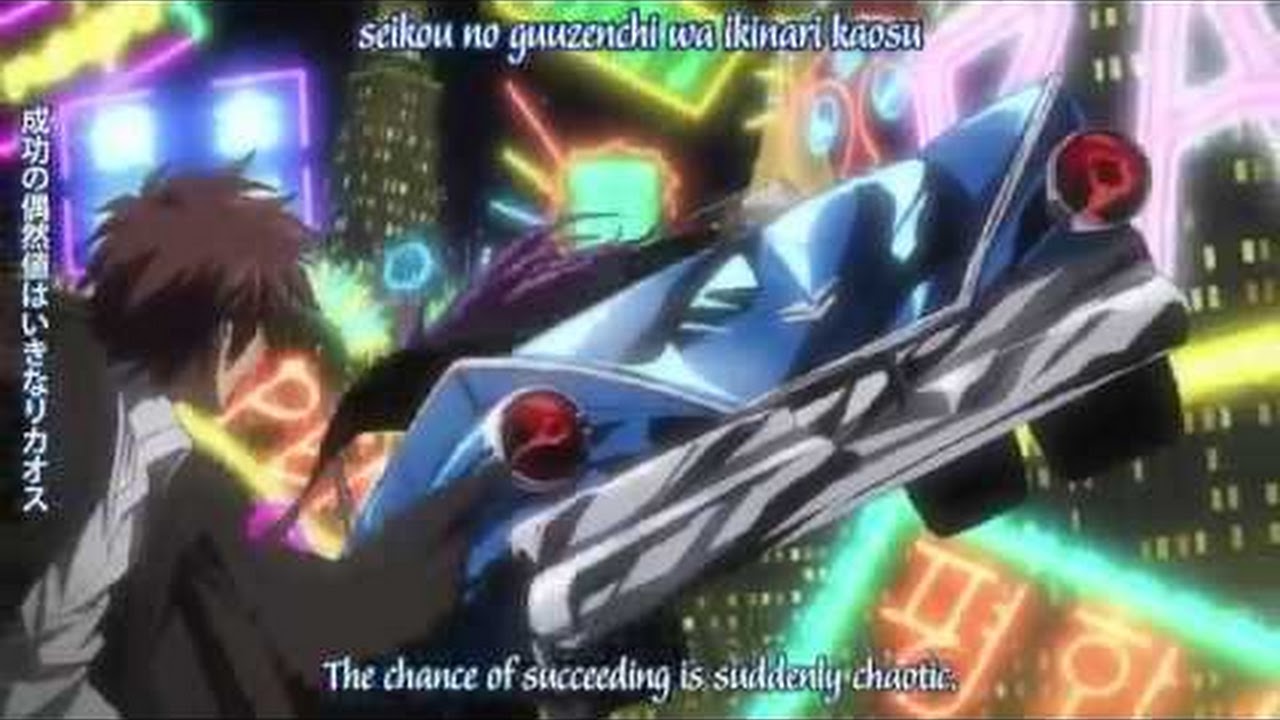 seikou no guuzenchi wa ikinari kaosu
成功の偶然値はいきなりカオス
The chance of succeeding is suddenly chaotic.